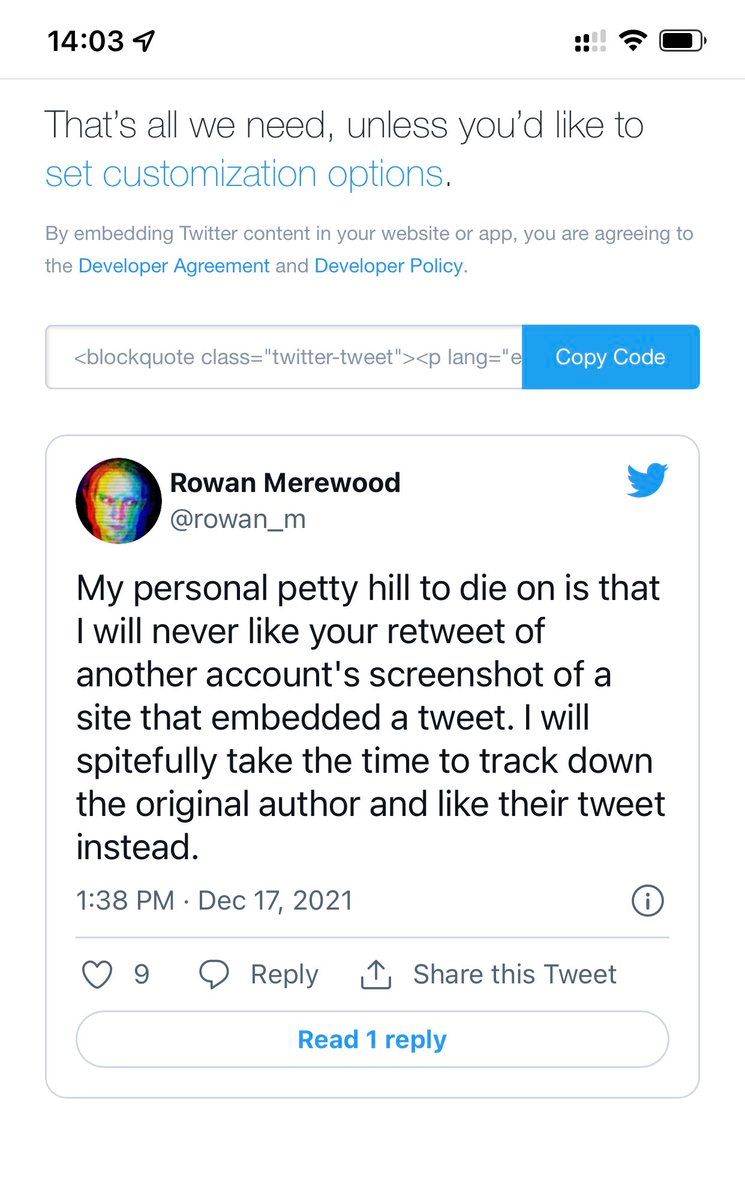 14:03
That’s all we need, unless you’d like to
set customization options.
By embedding Twitter content in your website or app, you are agreeing to
the Developer Agreement and Developer Policy.
<blockquote class="twitter-tweet"><p lang="e
Copy Code
Rowan Merewood
@rowan_m
My personal petty hill to die on is that
I will never like your retweet of
another account's screenshot of a
site that embedded a tweet. I will
spitefully take the time to track down
the original author and like their tweet
instead.
1:38 PM · Dec 17, 2021
9 Reply Share this Tweet
Read 1 reply